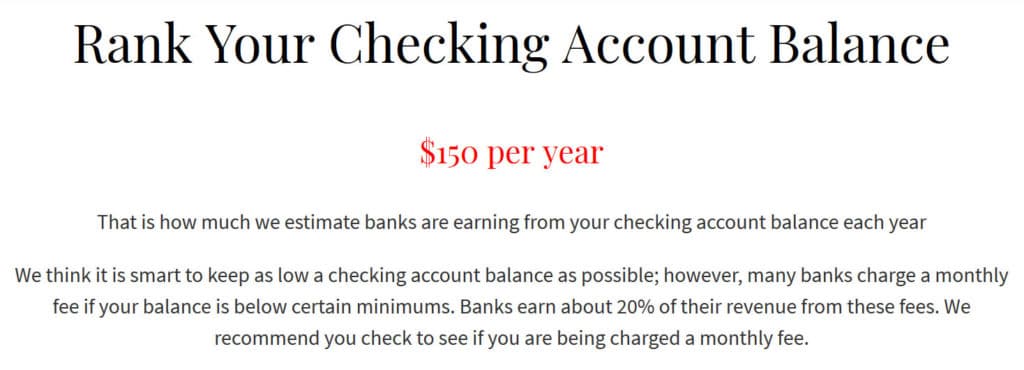 Rank Your Checking Account Balance
$150 per year
That is how much we estimate banks are earning from your checking account balance each year
We think it is smart to keep as low a checking account balance as possible; however, many banks charge a monthly
fee if your balance is below certain minimums. Banks earn about 20% of their revenue from these fees. We
recommend you check to see if you are being charged a monthly fee.